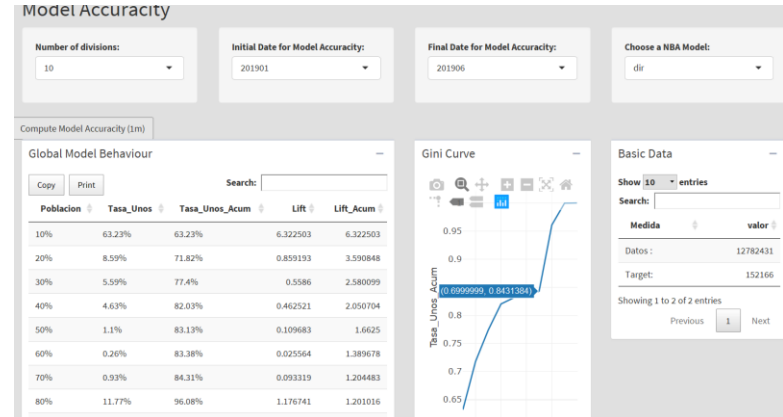 Model Accuracity
Number of divisions:
10
Initial Date for Model Accuracity:
201901
Final Date for Model Accuracity:
201906
Choose a NBA Model:
dir
Compute Model Accuracity (1m)
Global Model Behaviour
Copy Print Search:
Poblacion Tasa_Unos Tasa_Unos_Acum Lift Lift_Acum
10% 63.23% 63.23% 6.322503 6.322503
20% 8.59% 71.82% 0.859193 3.590848
30% 5.59% 77.4% 0.5586 2.580099
40% 4.63% 82.03% 0.462521 2.050704
50% 1.1% 83.13% 0.109683 1.6625
60% 0.26% 83.38% 0.025564 1.389678
70% 0.93% 84.31% 0.093319 1.204483
80% 11.77% 96.08% 1.176741 1.201016
Gini Curve
Tasa_Unos_Acum
0.95
0.9
(0.6999999, 0.8431384)
0.8
0.75
0.7
0.65
Basic Data
Show 10 entries
Search:
Medida valor
Datos : 12782431
Target: 152166
Showing 1 to 2 of 2 entries
Previous 1 Next